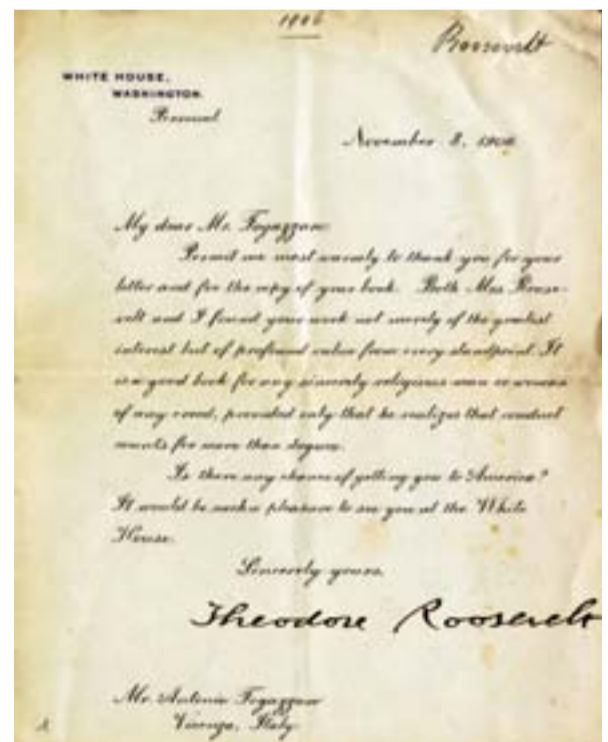 1906
Roosevelt
WHITE HOUSE,
WASHINGTON.
Personal
November 8, 1906
My dear Mr. Fogazzaro:
Permit me most warmly to thank you for your
letter and for the copy of your book. Both Mrs. Roose-
velt and I found your work not merely of the greatest
interest but of profound value from every standpoint. It
is a good book for any sincerely religious man or woman
of any creed, provided only that he realizes that conduct
counts for more than dogma.
Is there any chance of getting you to America?
It would be such a pleasure to see you at the White
House.
Sincerely yours,
Theodore Roosevelt
Mr. Antonio Fogazzaro
Vicenza, Italy.